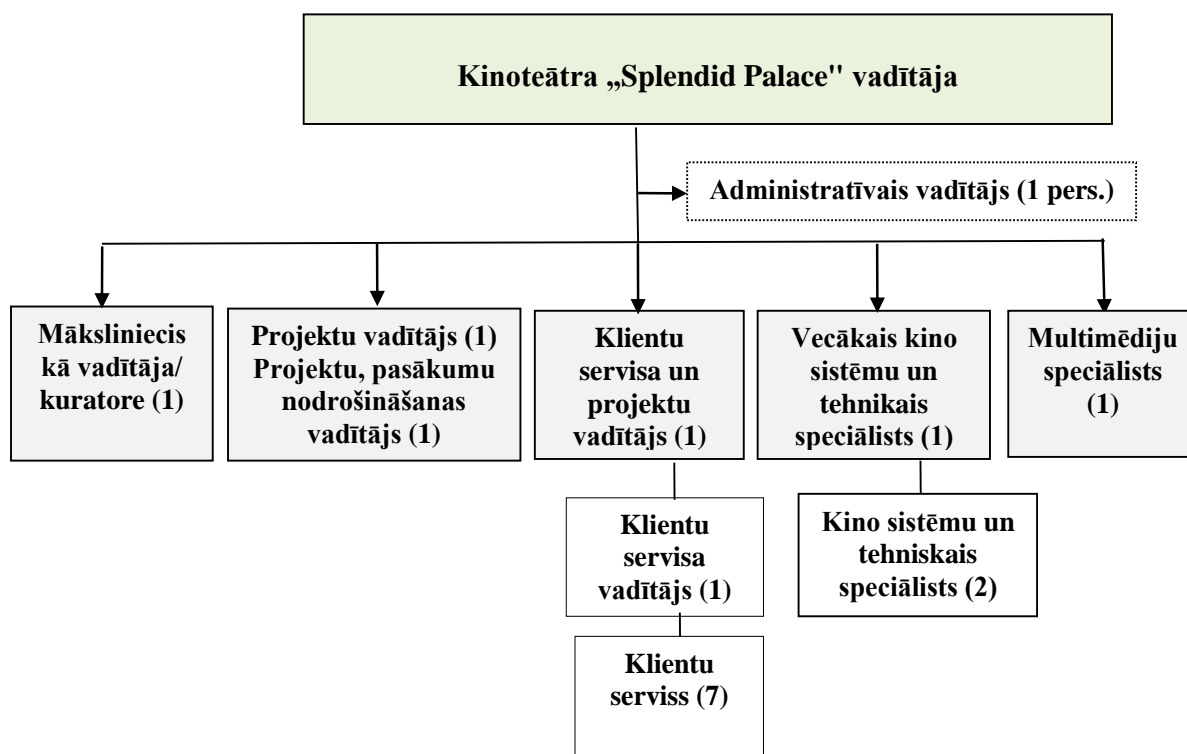 Kinoteātra „Splendid Palace" vadītāja
Administratīvais vadītājs (1 pers.)
Māksliniecis
kā vadītāja/
kuratore (1)
Projektu vadītājs (1)
Projektu, pasākumu
nodrošināšanas
vadītājs (1)
Klientu
servisa un
projektu
vadītājs (1)
Vecākais kino
sistēmu un
tehnikais
speciālists (1)
Multimēdiju
speciālists
(1)
Klientu
servisa
vadītājs (1)
Kino sistēmu un
tehniskais
speciālists (2)
Klientu
serviss (7)